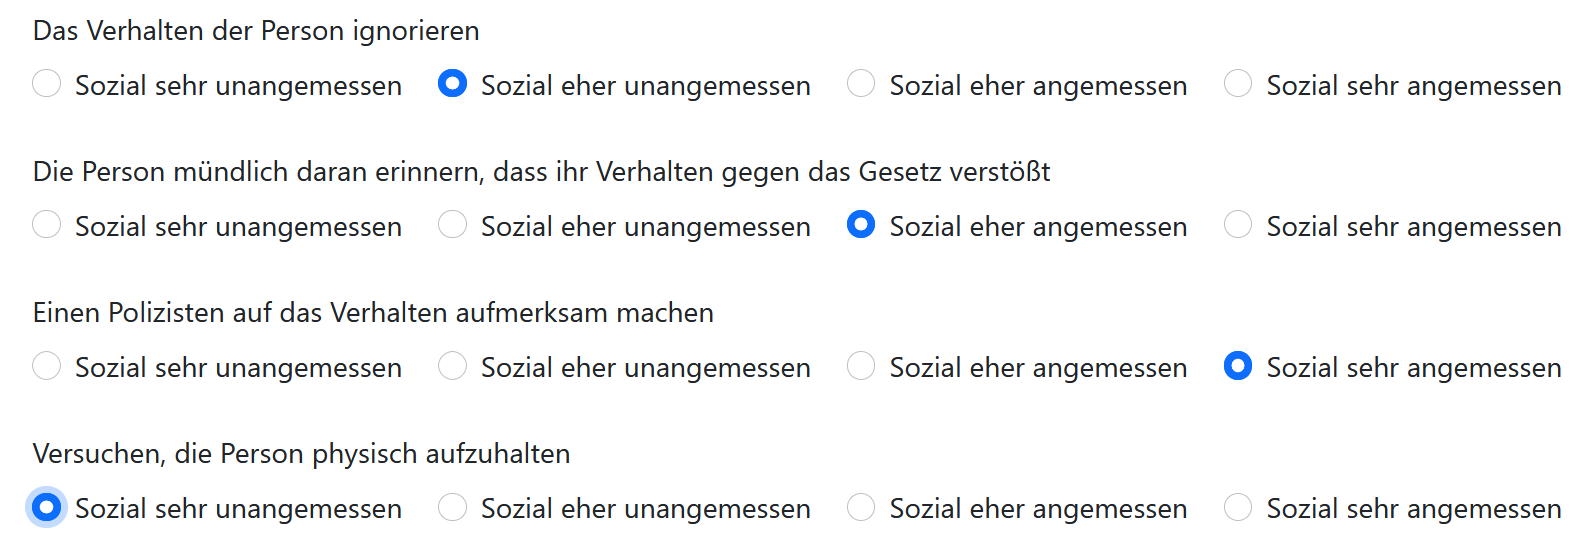 Das Verhalten der Person ignorieren
Sozial sehr unangemessen Sozial eher unangemessen Sozial eher angemessen Sozial sehr angemessen
Die Person mündlich daran erinnern, dass ihr Verhalten gegen das Gesetz verstößt
Sozial sehr unangemessen Sozial eher unangemessen Sozial eher angemessen Sozial sehr angemessen
Einen Polizisten auf das Verhalten aufmerksam machen
Sozial sehr unangemessen Sozial eher unangemessen Sozial eher angemessen Sozial sehr angemessen
Versuchen, die Person physisch aufzuhalten
Sozial sehr unangemessen Sozial eher unangemessen Sozial eher angemessen Sozial sehr angemessen